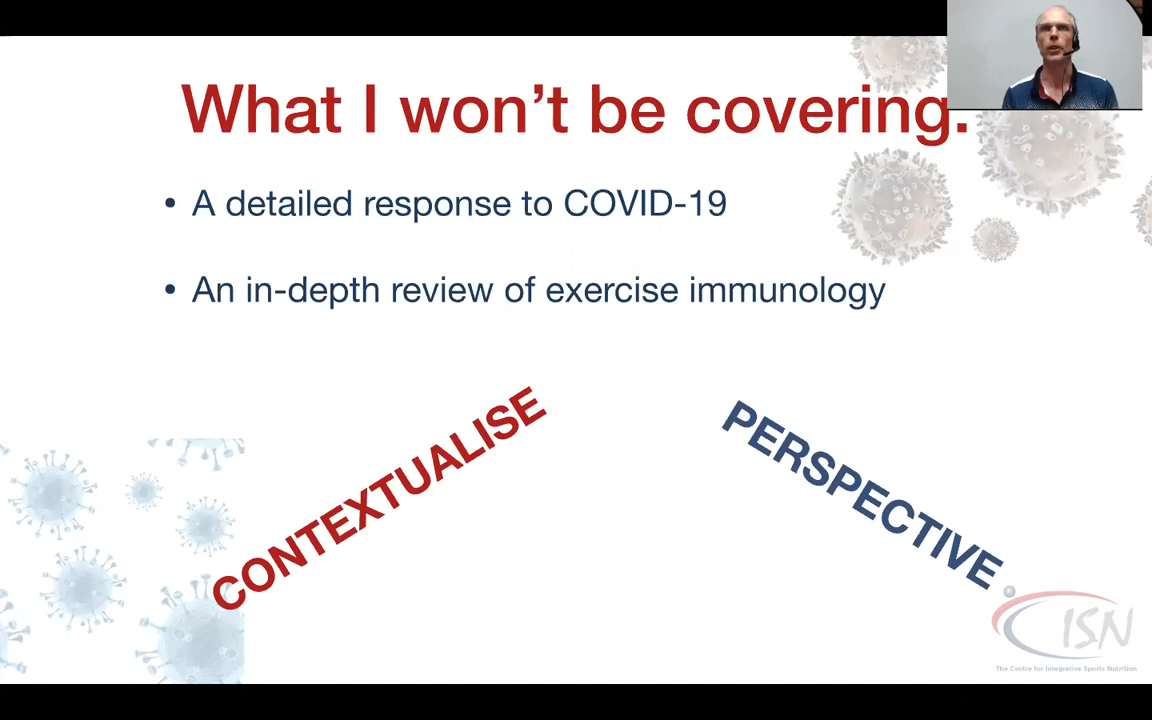 What I won't be covering.
• A detailed response to COVID-19
• An in-depth review of exercise immunology
CONTEXTUALISE
PERSPECTIVE
CISN
The Centre for Integrative Sports Nutrition